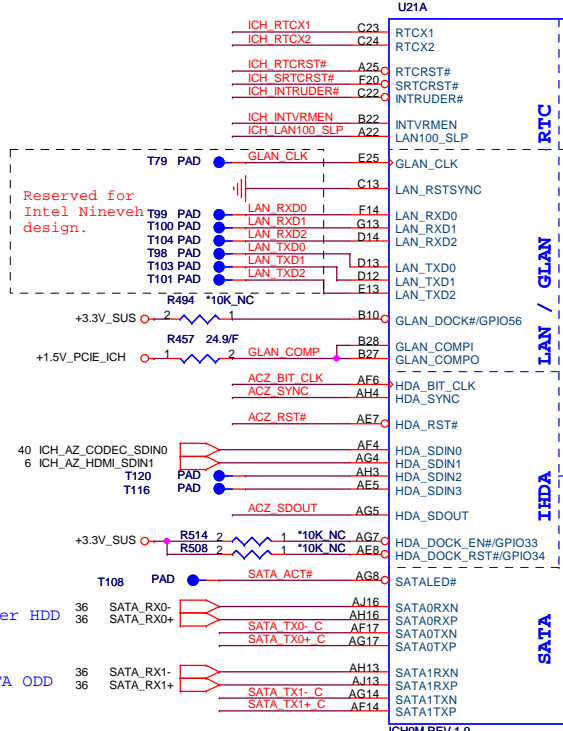 U21A
ICH_RTCX1 C23 RTCX1
ICH_RTCX2 C24 RTCX2
ICH_RTCRST# A25 RTCRST#
ICH_SRTCRST# F20 SRTCRST#
ICH_INTRUDER# C22 INTRUDER#
ICH_INTVRMEN B22 INTVRMEN
ICH_LAN100_SLP A22 LAN100_SLP
RTC
T79 PAD GLAN_CLK E25 GLAN_CLK
C13 LAN_RSTSYNC
Reserved for
Intel Nineveh
design.
T99 PAD LAN_RXD0 F14 LAN_RXD0
T100 PAD LAN_RXD1 G13 LAN_RXD1
T104 PAD LAN_RXD2 D14 LAN_RXD2
T98 PAD LAN_TXD0 D13 LAN_TXD0
T103 PAD LAN_TXD1 D12 LAN_TXD1
T101 PAD LAN_TXD2 E13 LAN_TXD2
R494 *10K_NC
+3.3V_SUS 2 1 B10 GLAN_DOCK#/GPIO56
R457 24.9/F
+1.5V_PCIE_ICH 1 2 GLAN_COMP B28 GLAN_COMPI
B27 GLAN_COMPO
LAN / GLAN
ACZ_BIT_CLK AF6 HDA_BIT_CLK
ACZ_SYNC AH4 HDA_SYNC
ACZ_RST# AE7 HDA_RST#
40 ICH_AZ_CODEC_SDIN0 AF4 HDA_SDIN0
6 ICH_AZ_HDMI_SDIN1 AG4 HDA_SDIN1
T120 PAD AH3 HDA_SDIN2
T116 PAD AE5 HDA_SDIN3
ACZ_SDOUT AG5 HDA_SDOUT
IHDA
+3.3V_SUS R514 2 1 *10K_NC AG7 HDA_DOCK_EN#/GPIO33
R508 2 1 *10K_NC AE8 HDA_DOCK_RST#/GPIO34
T108 PAD SATA_ACT# AG8 SATALED#
er HDD 36 SATA_RX0- AJ16 SATA0RXN
36 SATA_RX0+ AH16 SATA0RXP
SATA_TX0-_C AF17 SATA0TXN
SATA_TX0+_C AG17 SATA0TXP
SATA
TA ODD 36 SATA_RX1- AH13 SATA1RXN
36 SATA_RX1+ AJ13 SATA1RXP
SATA_TX1-_C AG14 SATA1TXN
SATA_TX1+_C AF14 SATA1TXP
ICH9M REV 1.0